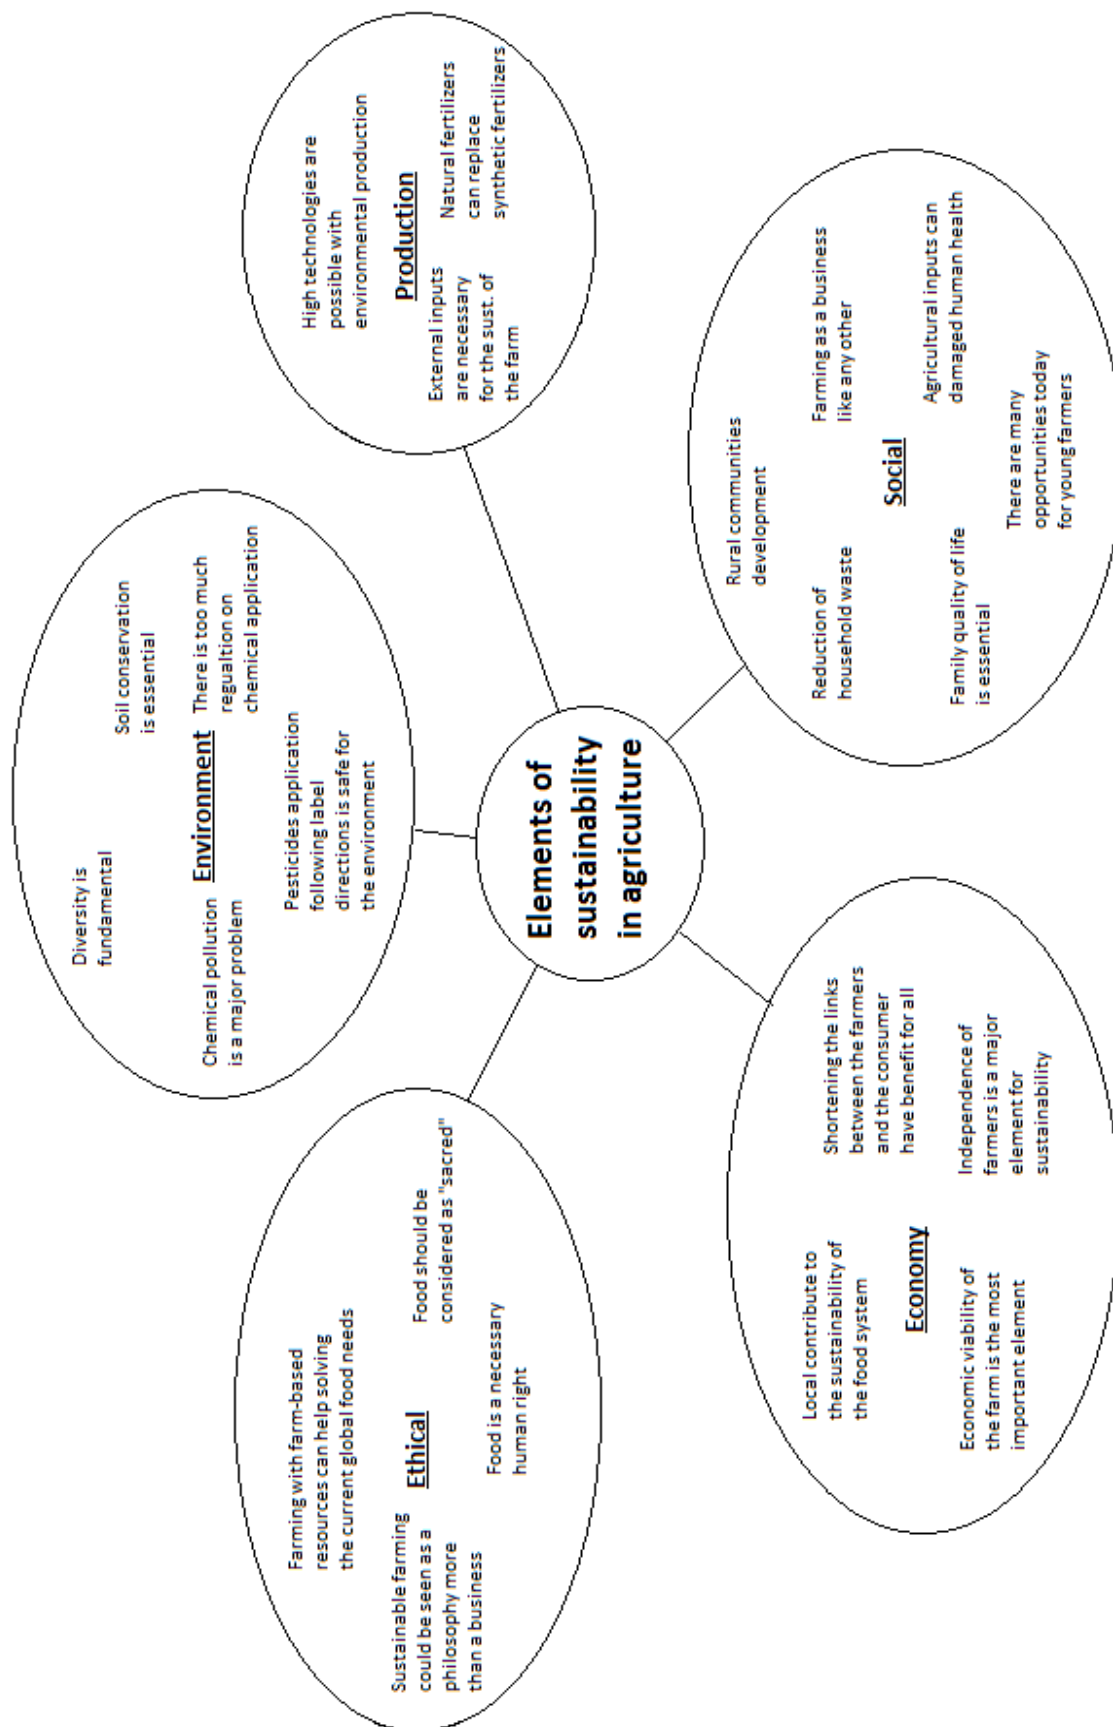 Farming with farm-based
resources can help solving
the current global food needs
Sustainable farming
could be seen as a
philosophy more
than a business
Ethical
Food should be
considered as "sacred"
Food is a necessary
human right
Diversity is
fundamental
Soil conservation
is essential
Chemical pollution
is a major problem
Environment
There is too much
regualtion on
chemical application
Pesticides application
following label
directions is safe for
the environment
High technologies are
possible with
environmental production
Production
External inputs
are necessary
for the sust. of
the farm
Natural fertilizers
can replace
synthetic fertilizers
Elements of
sustainability
in agriculture
Local contribute to
the sustainability of
the food system
Shortening the links
between the farmers
and the consumer
have benefit for all
Economy
Economic viability of
the farm is the most
important element
Independence of
farmers is a major
element for
sustainability
Rural communities
development
Reduction of
household waste
Farming as a business
like any other
Social
Family quality of life
is essential
Agricultural inputs can
damaged human health
There are many
opportunities today
for young farmers